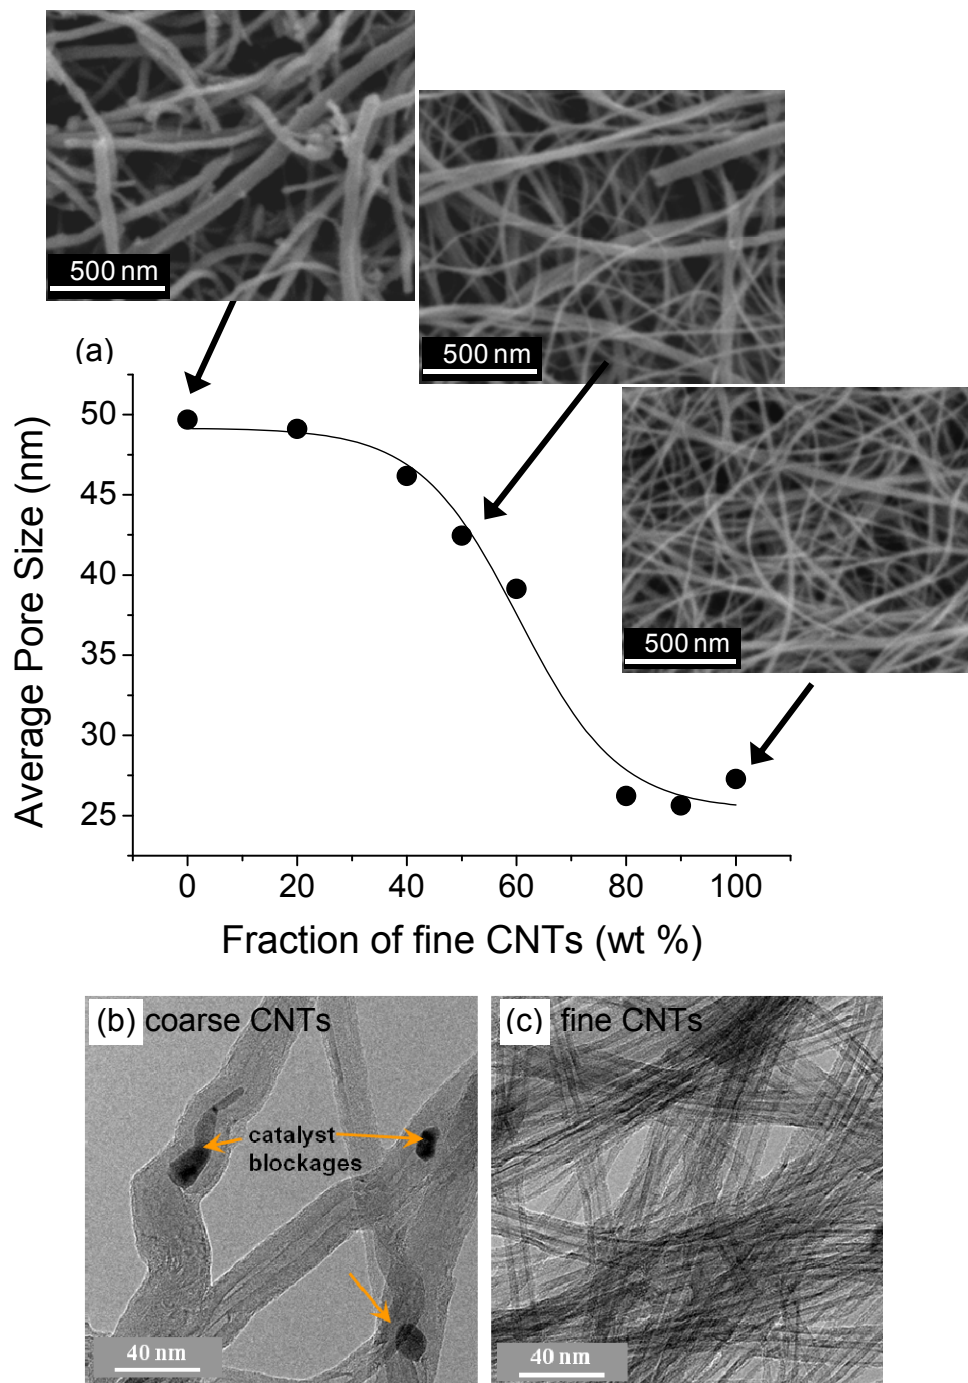 500 nm
500 nm
(a)
500 nm
Average Pore Size (nm)
50
45
40
35
30
25
0 20 40 60 80 100
Fraction of fine CNTs (wt %)
(b) coarse CNTs
(c) fine CNTs
catalyst
blockages
40 nm
40 nm